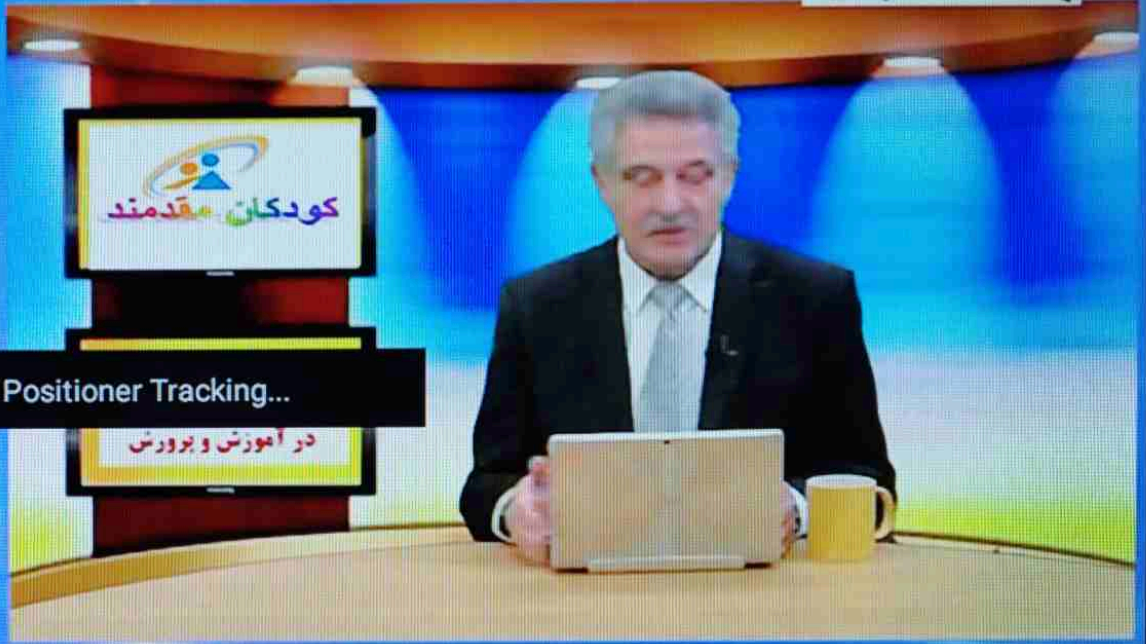 کودکان مقدمند
Positioner Tracking...
در آموزش و پرورش